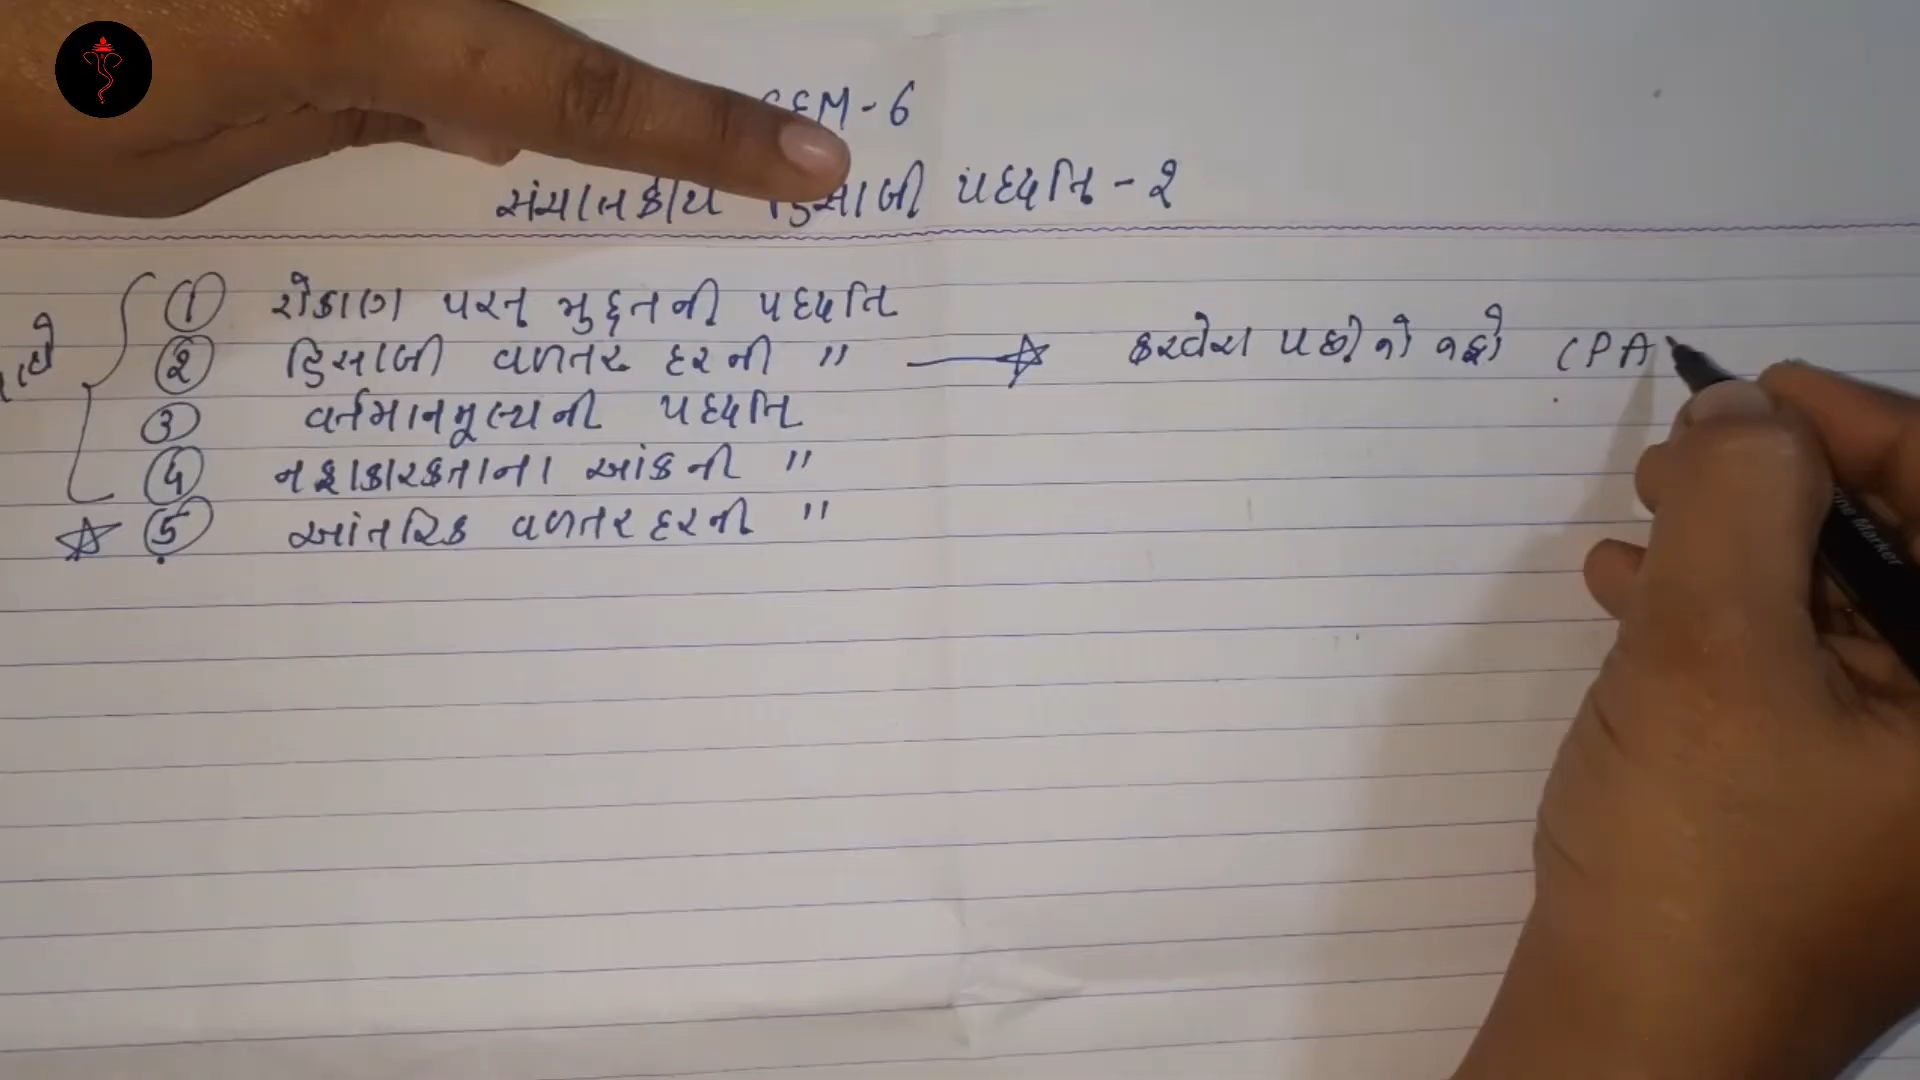 SEM - 6
સંચાલકીય હિસાબી પદ્ધતિ - ૨
① રોકાણ પરત મુદ્દતની પદ્ધતિ
② હિસાબી વળતર દરની " → ☆ કરવેરા પછીનો નફો (PA
③ વર્તમાનમૂલ્યની પદ્ધતિ
④ નફાકારકતાના આંકની "
☆ ⑤ આંતરિક વળતર દરની "